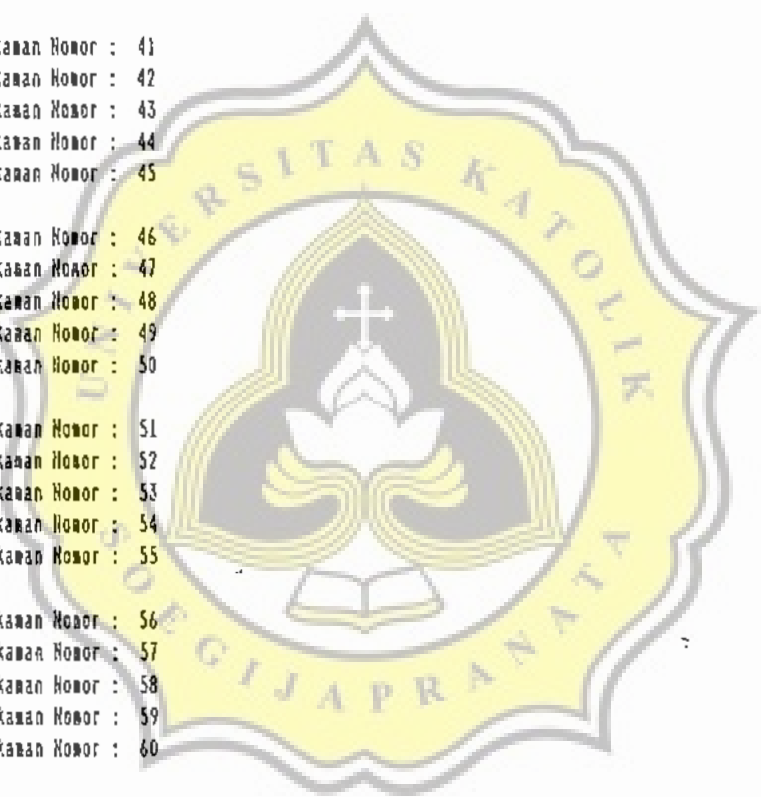 kaman Nomor : 41
kaman Nomor : 42
kaman Nomor : 43
kaman Nomor : 44
kaman Nomor : 45
kaman Nomor : 46
kaman Nomor : 47
kaman Nomor : 48
kaman Nomor : 49
kaman Nomor : 50
kaman Nomor : 51
kaman Nomor : 52
kaman Nomor : 53
kaman Nomor : 54
kaman Nomor : 55
kaman Nomor : 56
kaman Nomor : 57
kaman Nomor : 58
kaman Nomor : 59
kaman Nomor : 60
UNIVERSITAS KATOLIK
SOEGIJAPRANATA